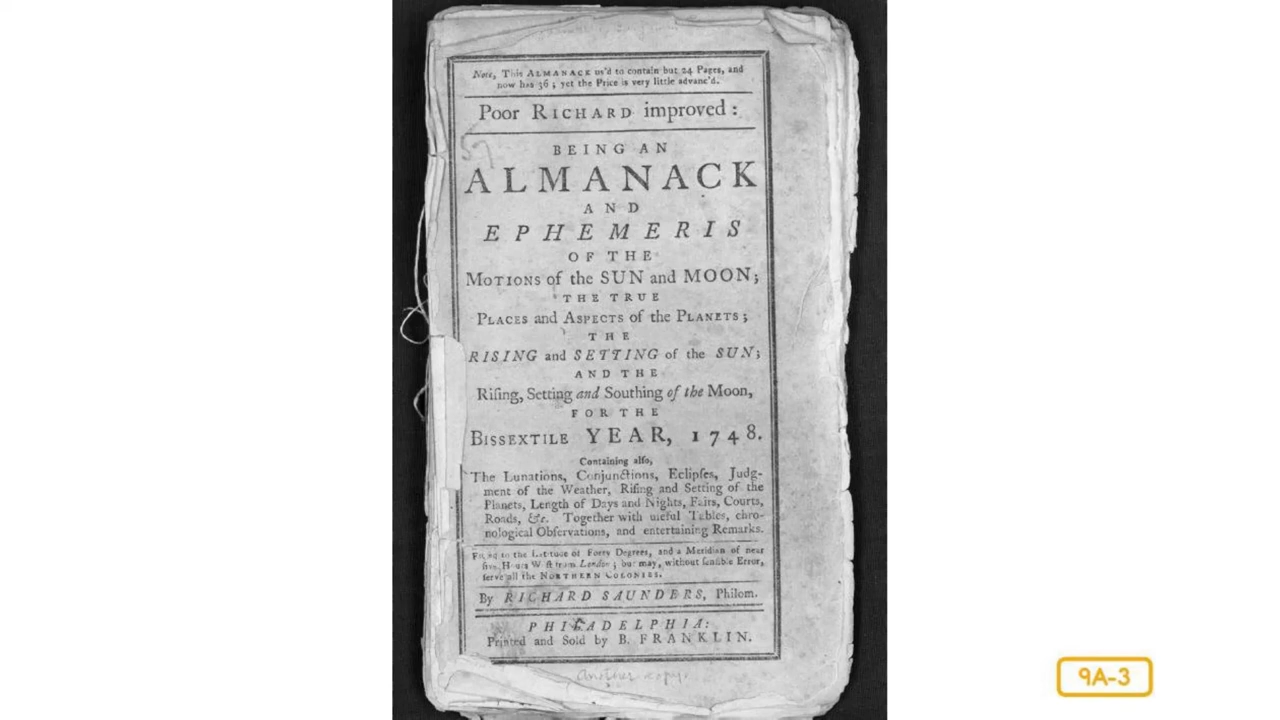 Note, This ALMANACK us'd to contain but 24 Pages, and
now has 36 ; yet the Price is very little advanc'd.
Poor RICHARD improved :
BEING AN
ALMANACK
AND
EPHEMERIS
OF THE
MOTIONS of the SUN and MOON;
THE TRUE
PLACES and ASPECTS of the PLANETS ;
THE
RISING and SETTING of the SUN;
AND THE
Riſing, Setting and Southing of the Moon,
FOR THE
BISSEXTILE YEAR, 1748.
Containing alſo,
The Lunations, Conjunctions, Eclipſes, Judg-
ment of the Weather, Riſing and Setting of the
Planets, Length of Days and Nights, Fairs, Courts,
Roads, &c. Together with uſeful Tables, chro-
nological Obſervations, and entertaining Remarks.
Fitted to the Latitude of Forty Degrees, and a Meridian of near
five Hours Weſt from London ; but may, without ſenſible Error,
ſerve all the NORTHERN COLONIES.
By RICHARD SAUNDERS, Philom.
PHILADELPHIA:
Printed and Sold by B. FRANKLIN.
Another copy.
9A-3